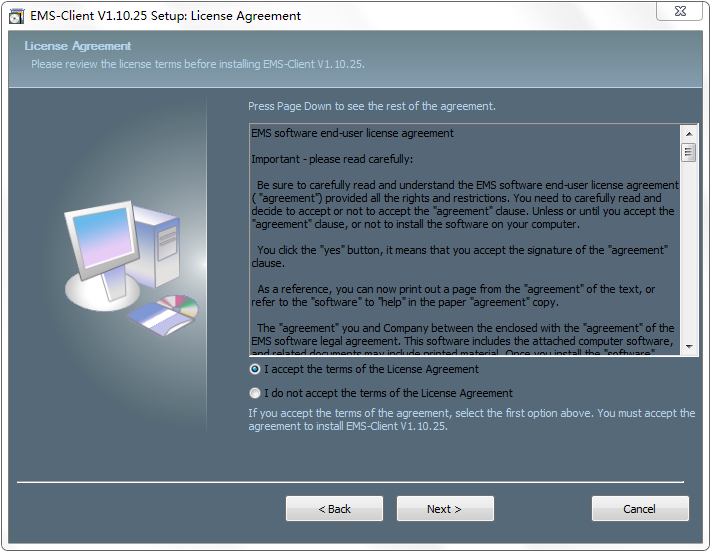 EMS-Client V1.10.25 Setup: License Agreement
License Agreement
Please review the license terms before installing EMS-Client V1.10.25.
Press Page Down to see the rest of the agreement.
EMS software end-user license agreement
Important - please read carefully:
Be sure to carefully read and understand the EMS software end-user license agreement
( "agreement") provided all the rights and restrictions. You need to carefully read and
decide to accept or not to accept the "agreement" clause. Unless or until you accept the
"agreement" clause, or not to install the software on your computer.
You click the "yes" button, it means that you accept the signature of the "agreement"
clause.
As a reference, you can now print out a page from the "agreement" of the text, or
refer to the "software" to "help" in the paper "agreement" copy.
The "agreement" you and Company between the enclosed with the "agreement" of the
EMS software legal agreement. This software includes the attached computer software,
and related documents may include printed material. Once you install the "software"
I accept the terms of the License Agreement
I do not accept the terms of the License Agreement
If you accept the terms of the agreement, select the first option above. You must accept the
agreement to install EMS-Client V1.10.25.
< Back
Next >
Cancel